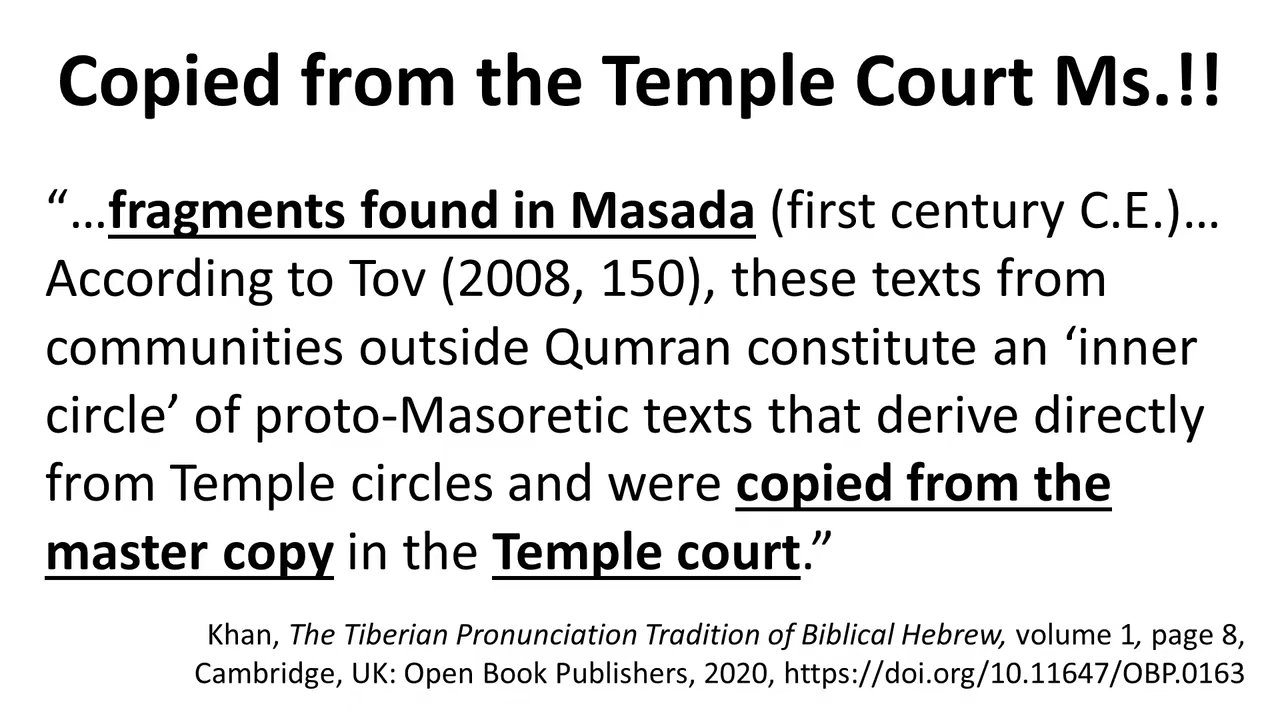 Copied from the Temple Court Ms.!!
“…fragments found in Masada (first century C.E.)…
According to Tov (2008, 150), these texts from
communities outside Qumran constitute an ‘inner
circle’ of proto-Masoretic texts that derive directly
from Temple circles and were copied from the
master copy in the Temple court.”
Khan, The Tiberian Pronunciation Tradition of Biblical Hebrew, volume 1, page 8,
Cambridge, UK: Open Book Publishers, 2020, https://doi.org/10.11647/OBP.0163